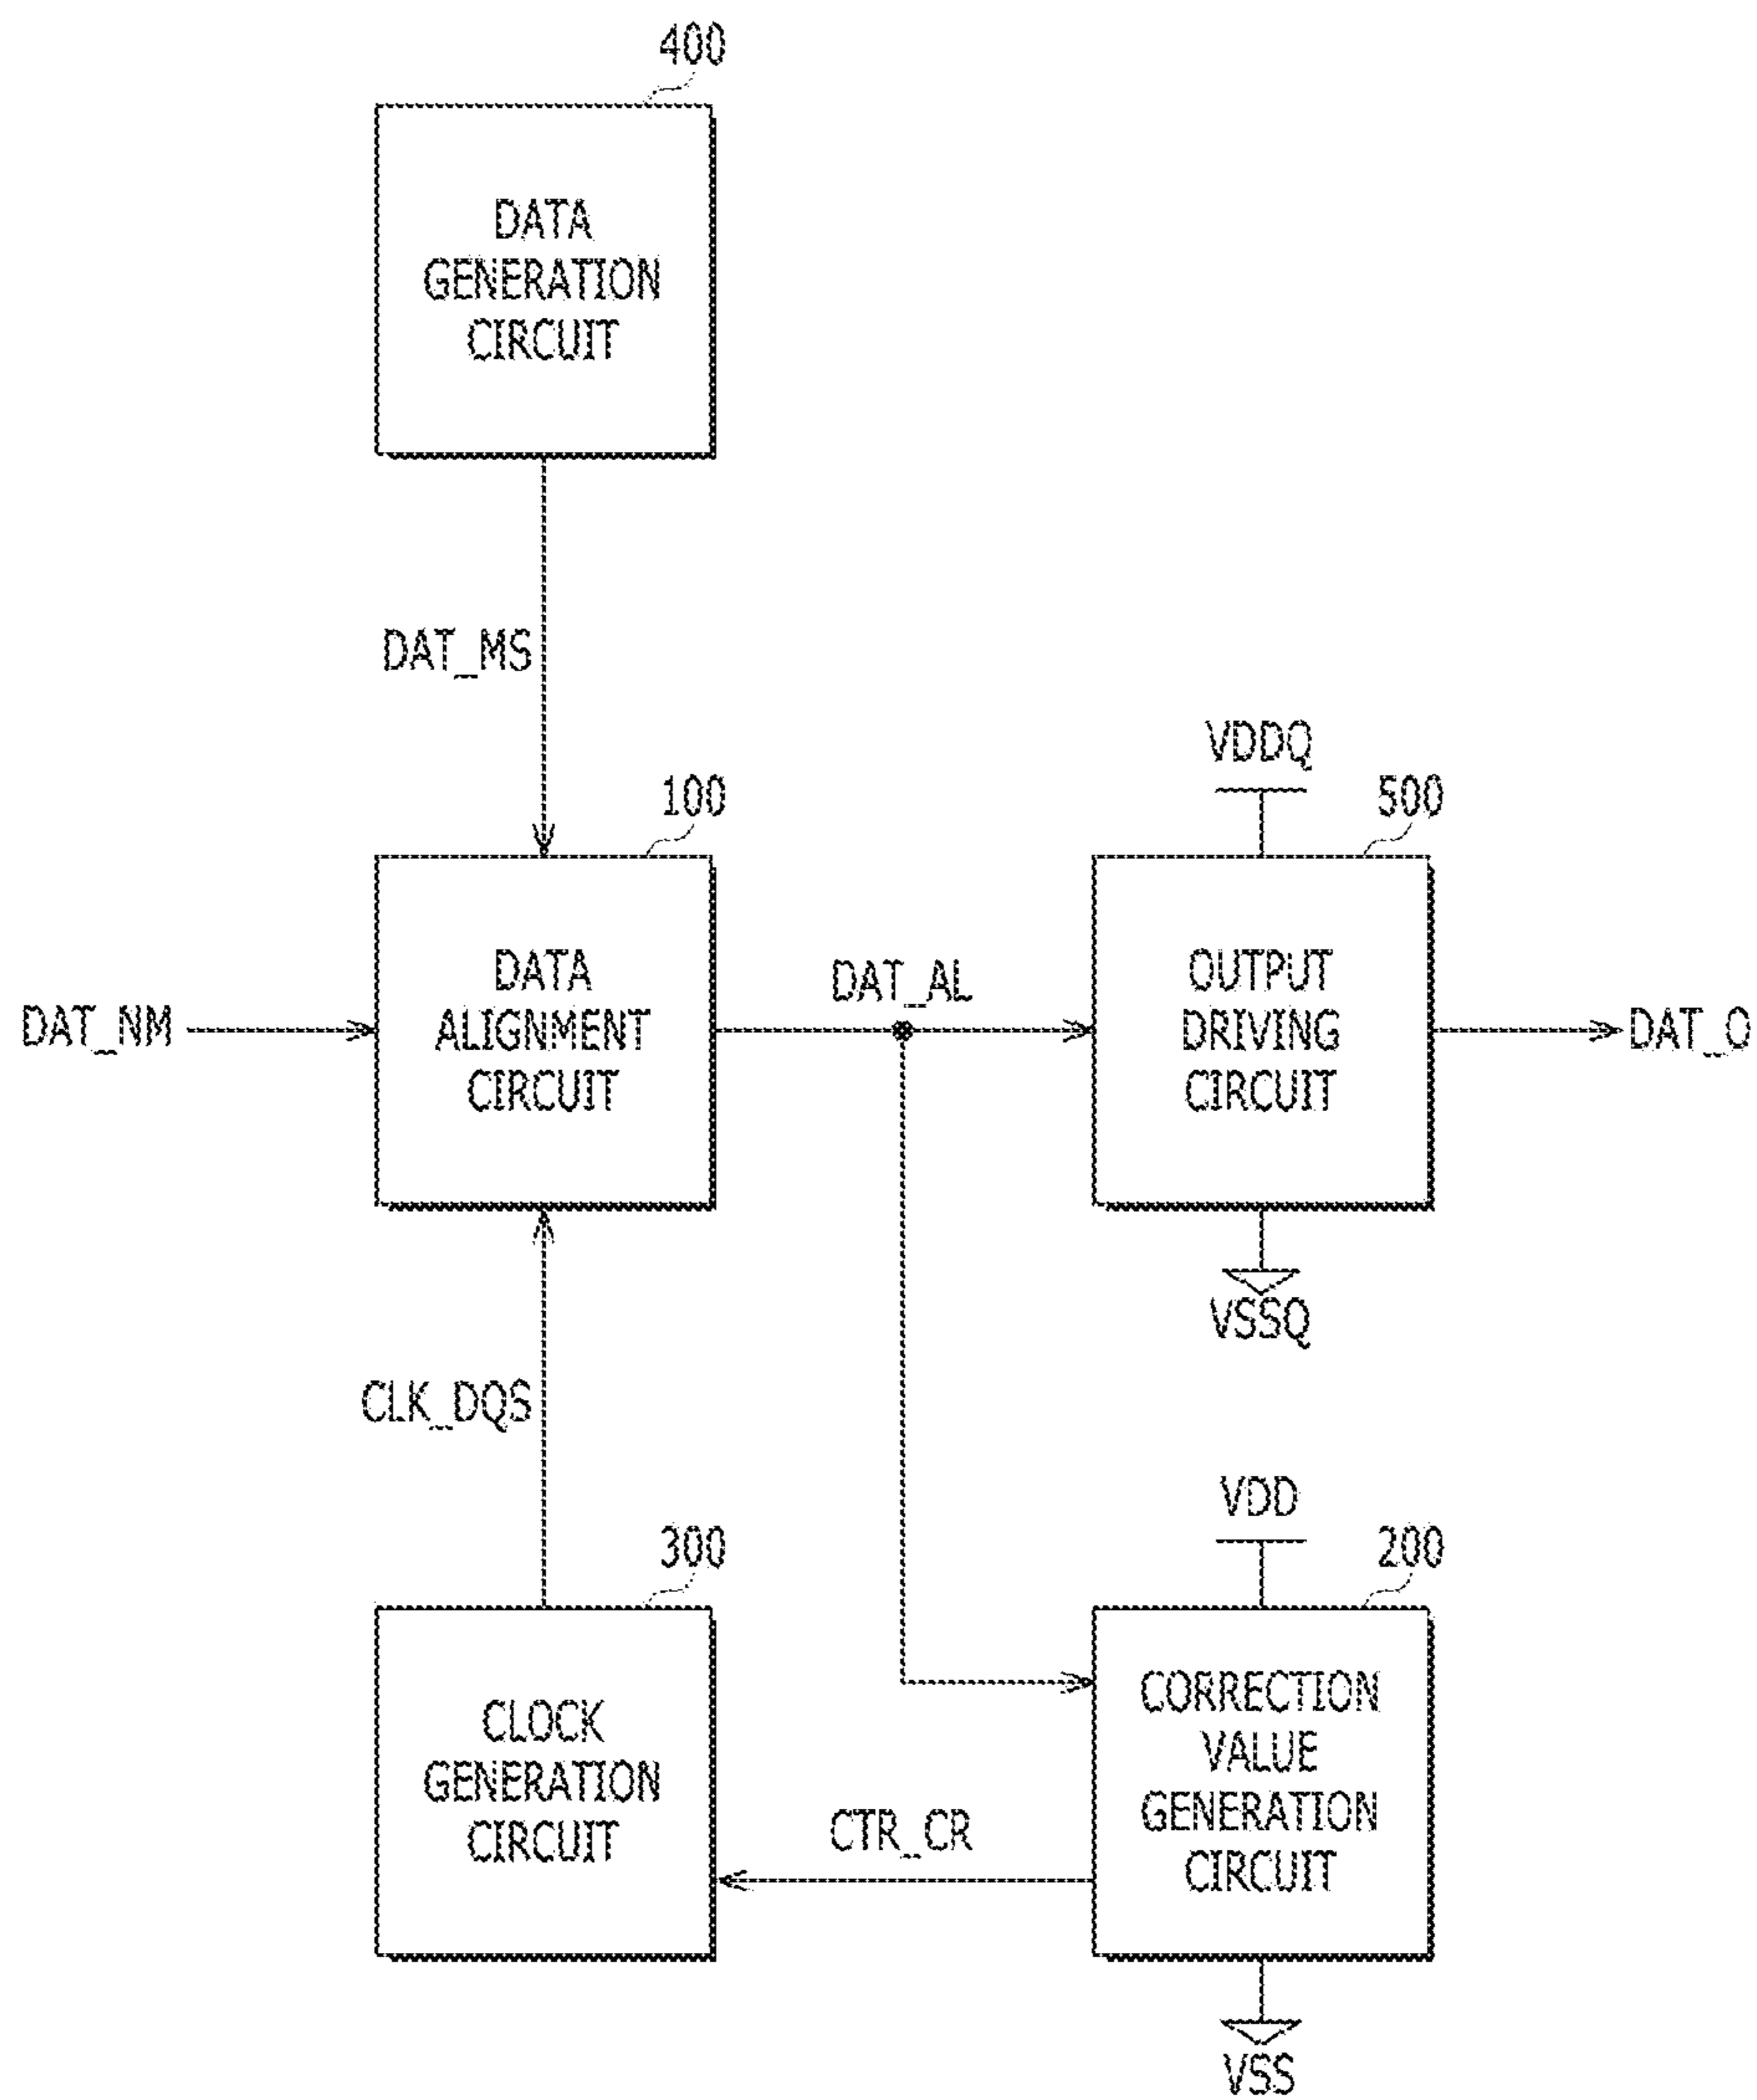 400
DATA
GENERATION
CIRCUIT
DAT_MS
VDDQ
100
500
DATA
ALIGNMENT
CIRCUIT
DAT_AL
OUTPUT
DRIVING
CIRCUIT
DAT_NM
DAT_O
VSSQ
CLK_DQS
VDD
300
200
CLOCK
GENERATION
CIRCUIT
CORRECTION
VALUE
GENERATION
CIRCUIT
CTR_CR
VSS